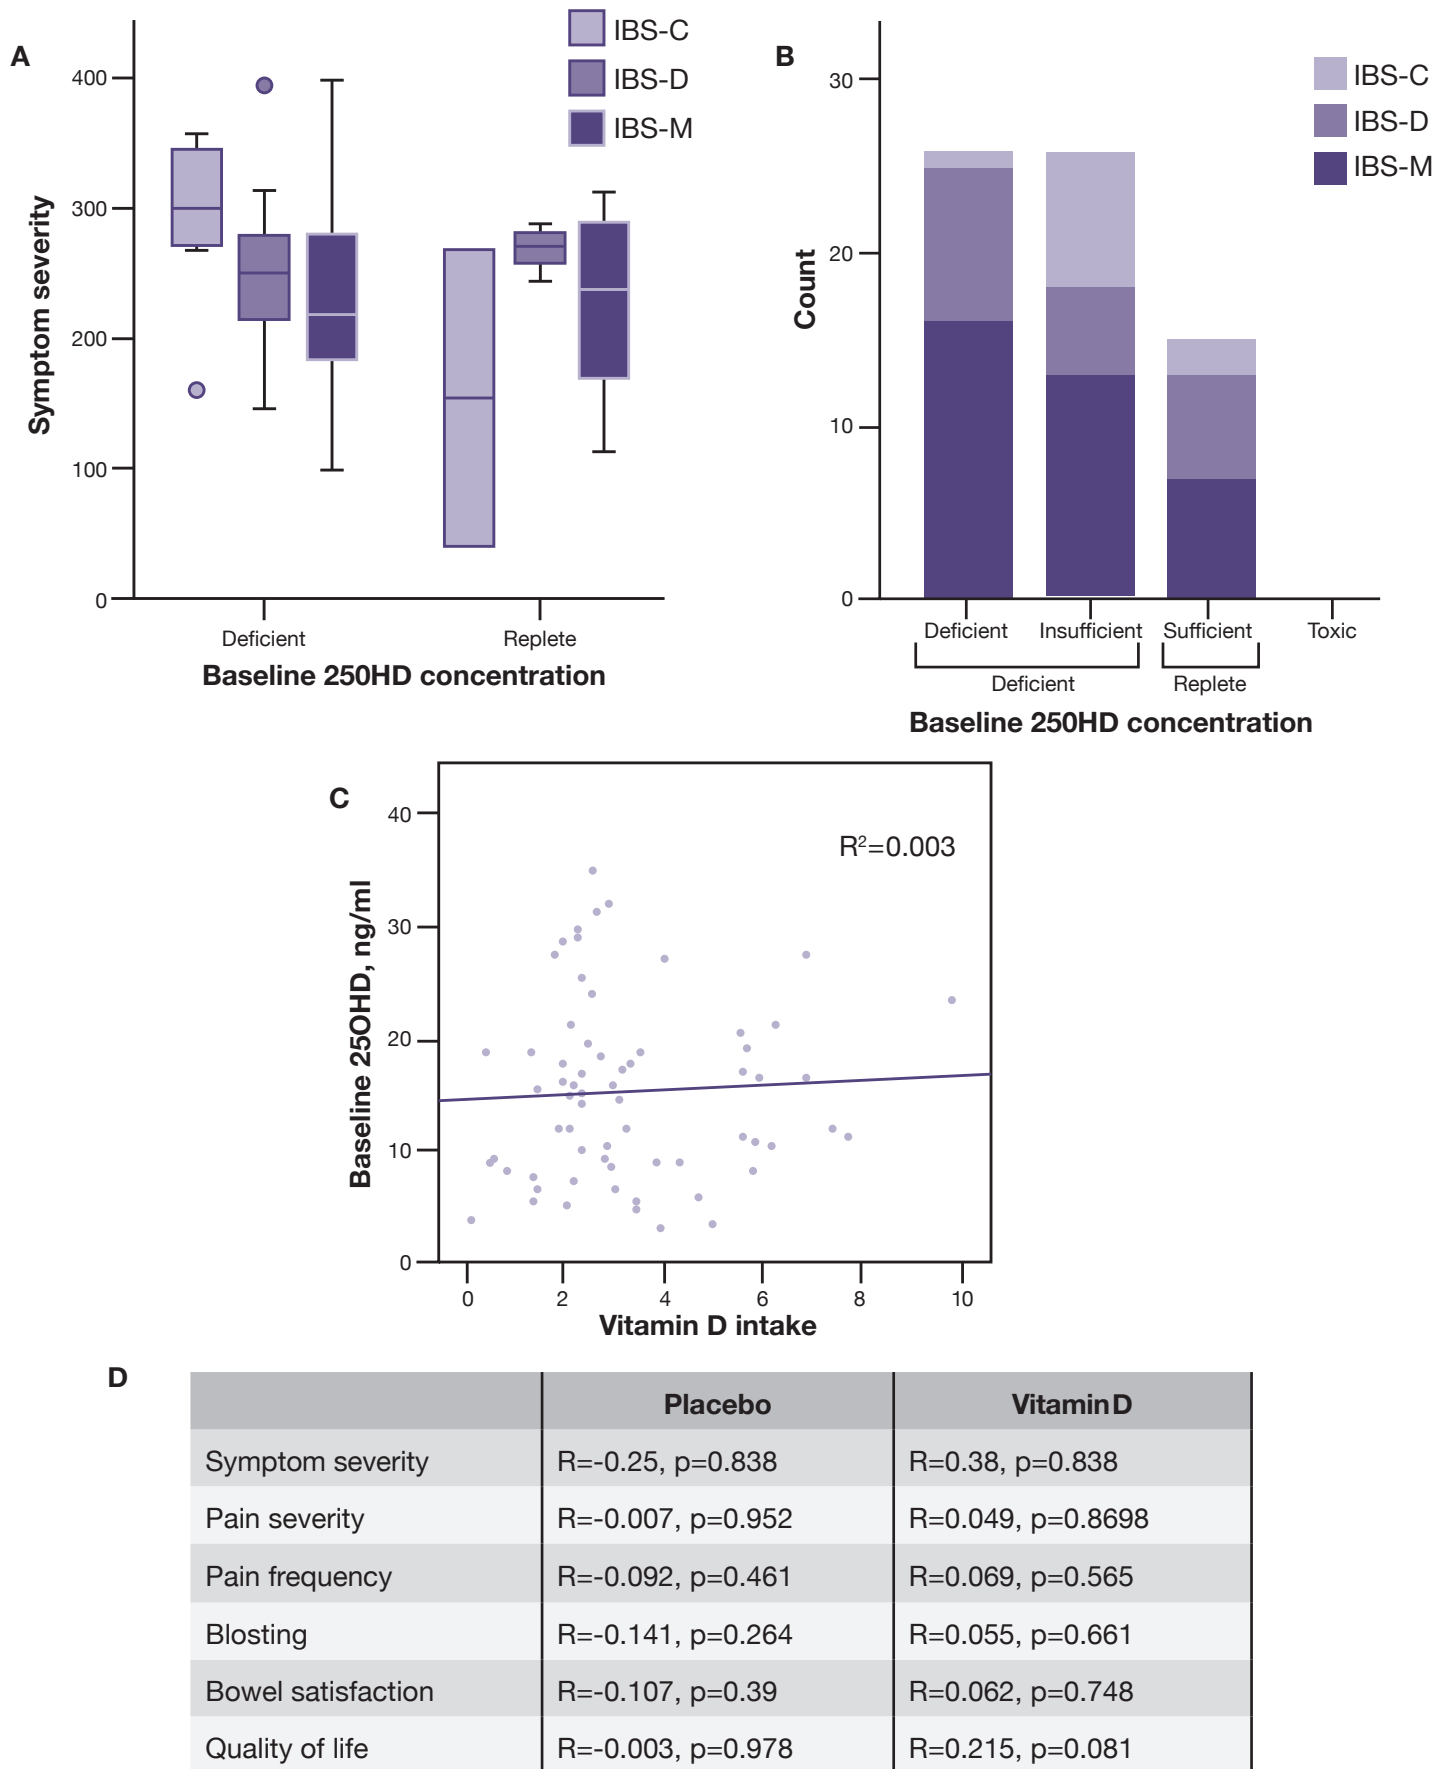 A
Symptom severity
400
300
200
100
0
IBS-C
IBS-D
IBS-M
Deficient
Replete
Baseline 250HD concentration
B
Count
30
20
10
0
IBS-C
IBS-D
IBS-M
Deficient
Insufficient
Sufficient
Toxic
Deficient
Replete
Baseline 250HD concentration
C
Baseline 25OHD, ng/ml
40
30
20
10
0
R²=0.003
0
2
4
6
8
10
Vitamin D intake
D
Placebo VitaminD
Symptom severity R=-0.25, p=0.838 R=0.38, p=0.838
Pain severity R=-0.007, p=0.952 R=0.049, p=0.8698
Pain frequency R=-0.092, p=0.461 R=0.069, p=0.565
Blosting R=-0.141, p=0.264 R=0.055, p=0.661
Bowel satisfaction R=-0.107, p=0.39 R=0.062, p=0.748
Quality of life R=-0.003, p=0.978 R=0.215, p=0.081